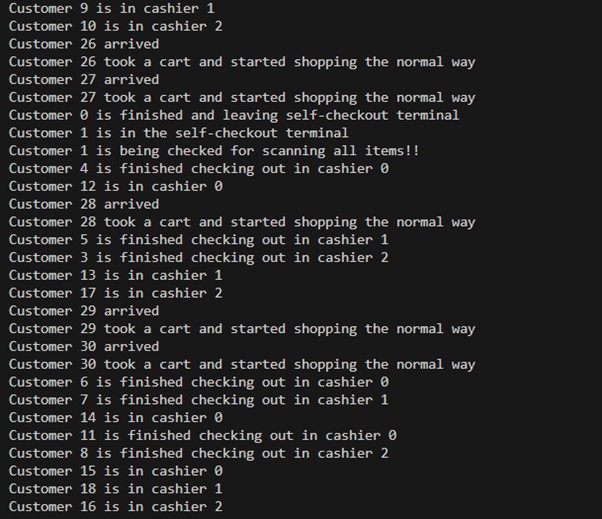 Customer 9 is in cashier 1
Customer 10 is in cashier 2
Customer 26 arrived
Customer 26 took a cart and started shopping the normal way
Customer 27 arrived
Customer 27 took a cart and started shopping the normal way
Customer 0 is finished and leaving self-checkout terminal
Customer 1 is in the self-checkout terminal
Customer 1 is being checked for scanning all items!!
Customer 4 is finished checking out in cashier 0
Customer 12 is in cashier 0
Customer 28 arrived
Customer 28 took a cart and started shopping the normal way
Customer 5 is finished checking out in cashier 1
Customer 3 is finished checking out in cashier 2
Customer 13 is in cashier 1
Customer 17 is in cashier 2
Customer 29 arrived
Customer 29 took a cart and started shopping the normal way
Customer 30 arrived
Customer 30 took a cart and started shopping the normal way
Customer 6 is finished checking out in cashier 0
Customer 7 is finished checking out in cashier 1
Customer 14 is in cashier 0
Customer 11 is finished checking out in cashier 0
Customer 8 is finished checking out in cashier 2
Customer 15 is in cashier 0
Customer 18 is in cashier 1
Customer 16 is in cashier 2